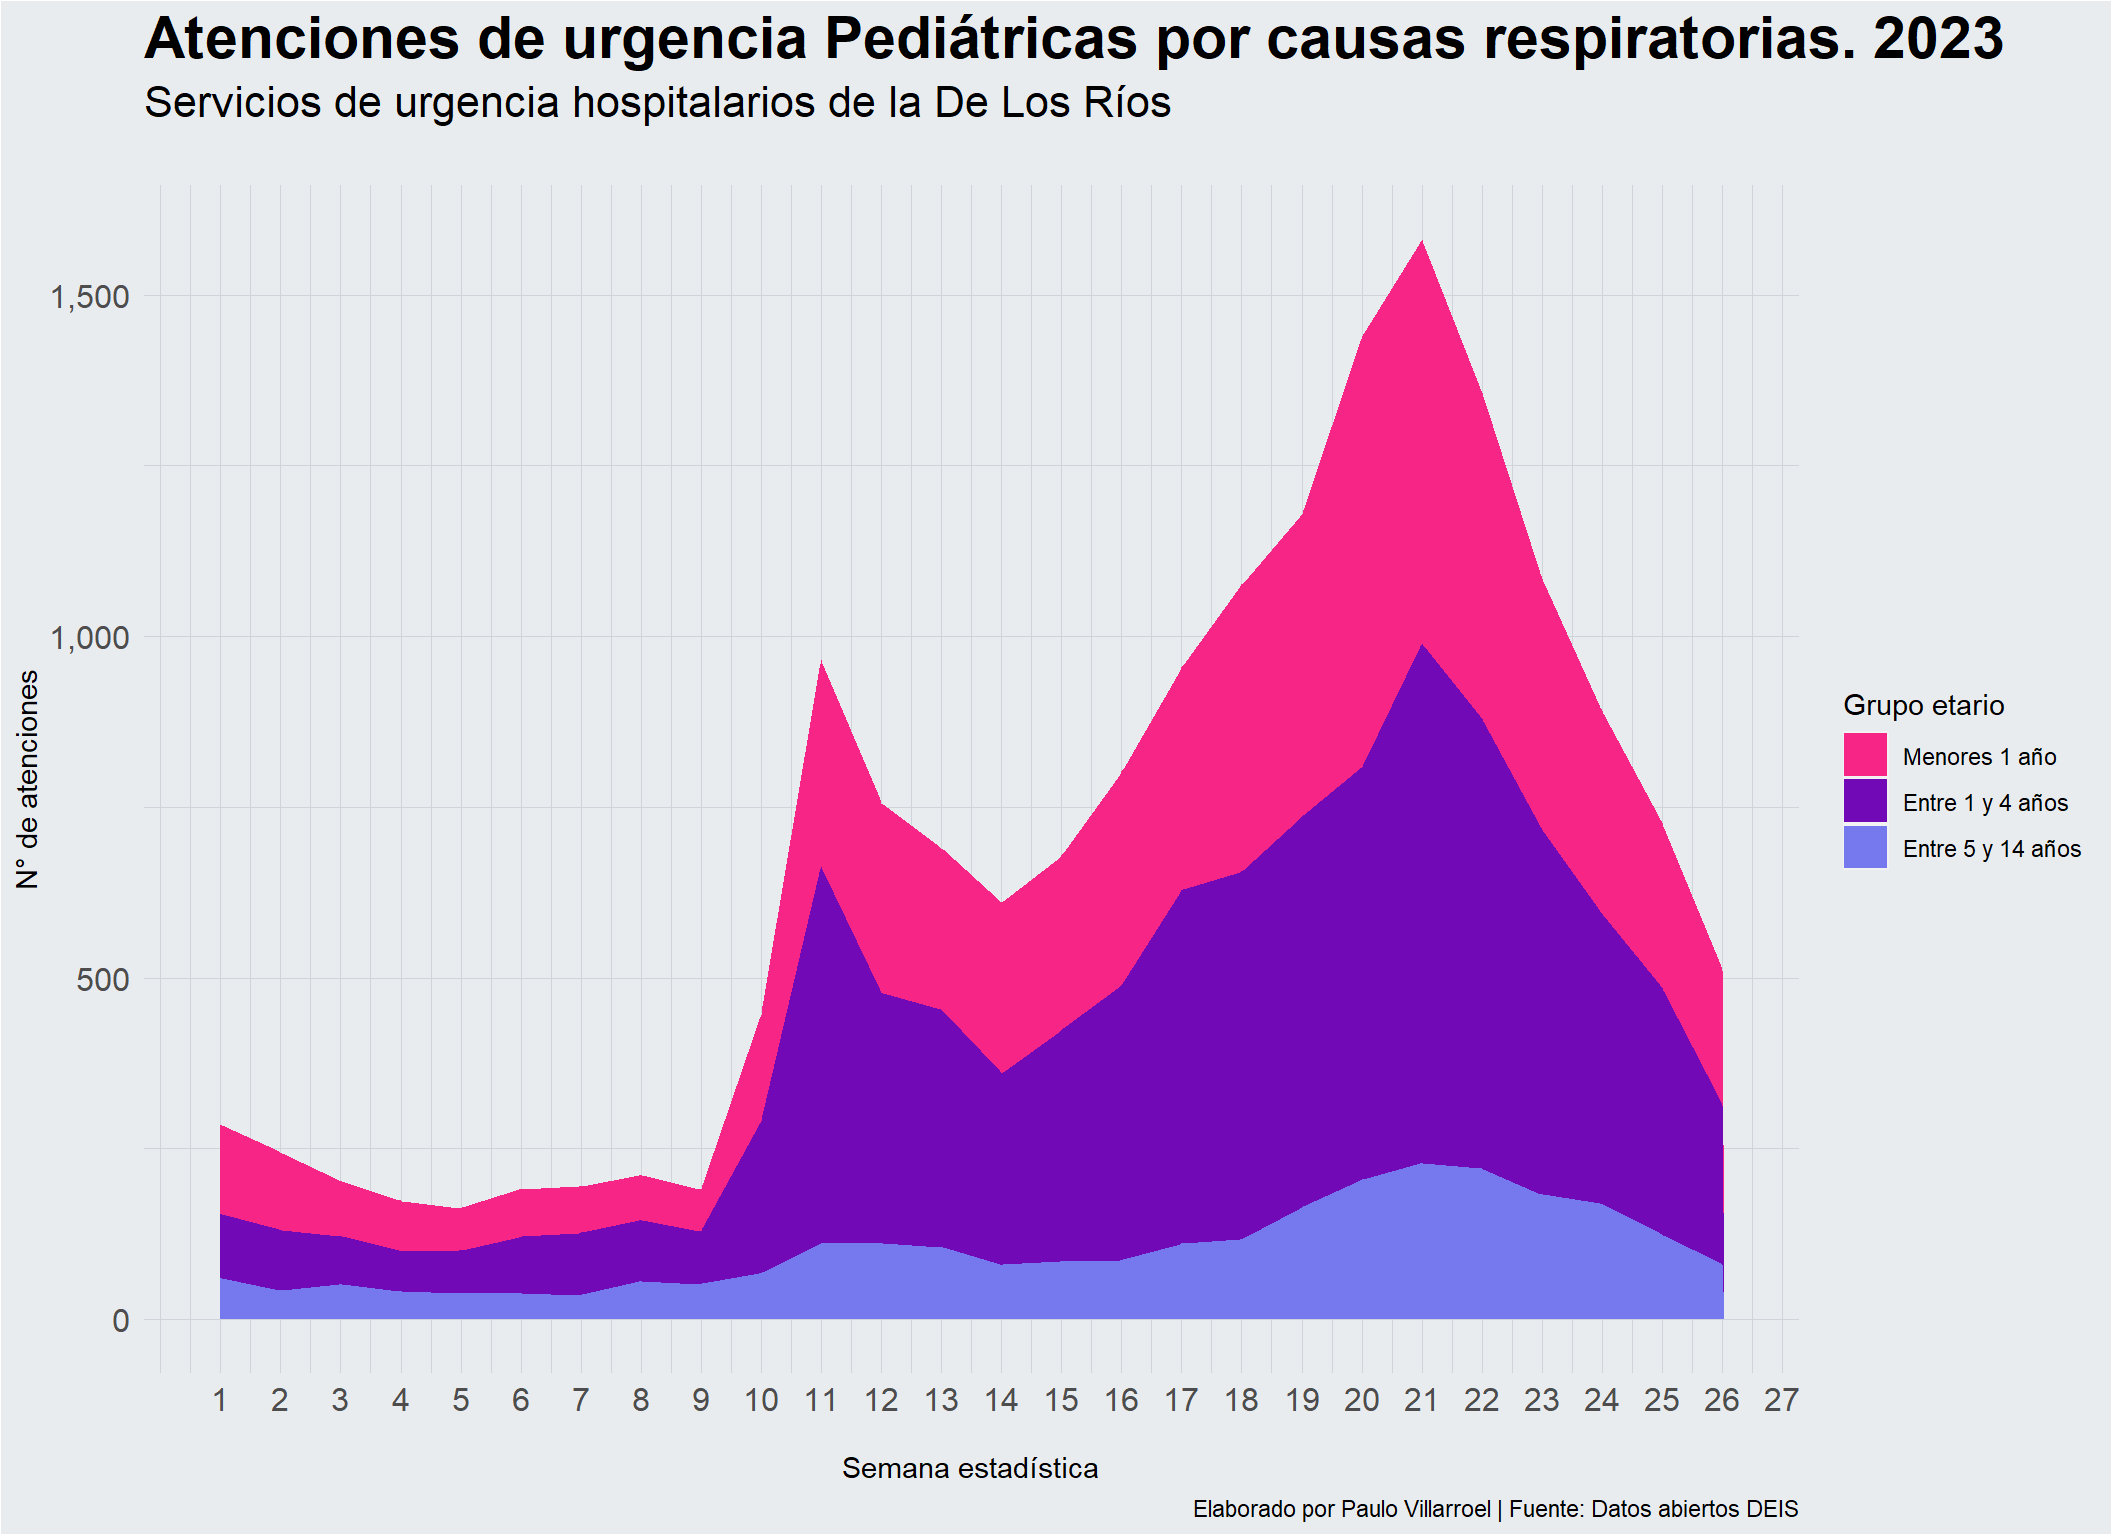 Atenciones de urgencia Pediátricas por causas respiratorias. 2023
Servicios de urgencia hospitalarios de la De Los Ríos
1,500
1,000
500
0
N° de atenciones
1 2 3 4 5 6 7 8 9 10 11 12 13 14 15 16 17 18 19 20 21 22 23 24 25 26 27
Semana estadística
Grupo etario
Menores 1 año
Entre 1 y 4 años
Entre 5 y 14 años
Elaborado por Paulo Villarroel | Fuente: Datos abiertos DEIS